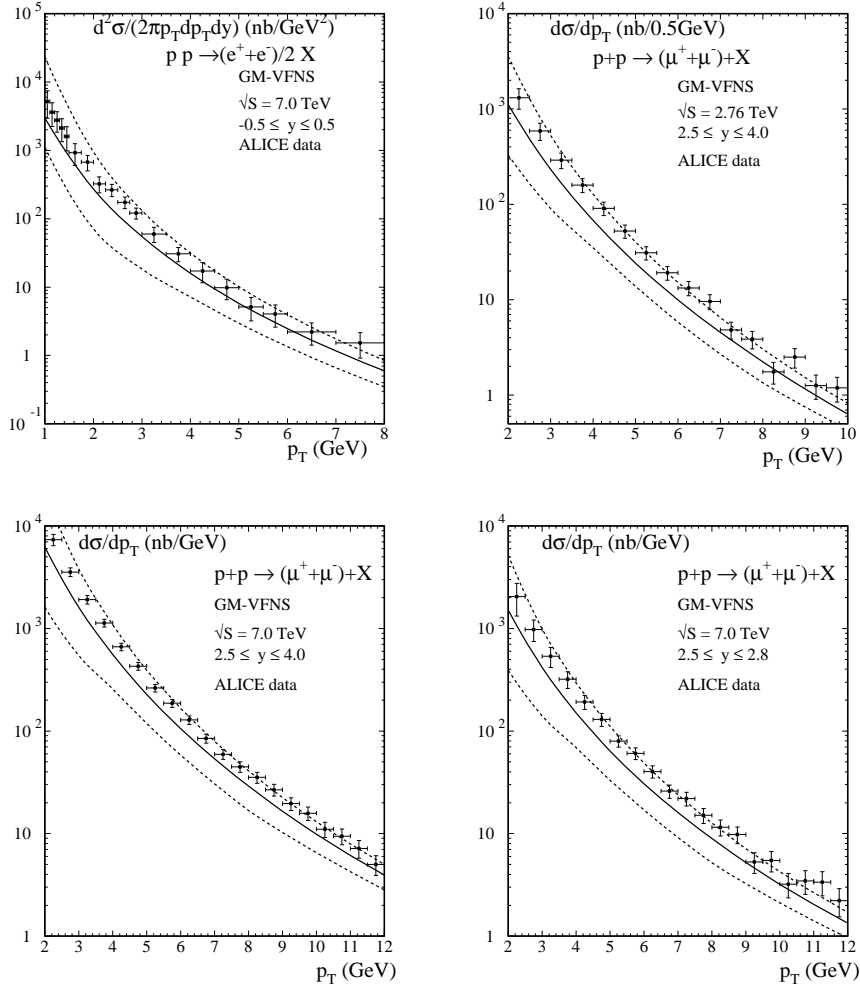 d²σ/(2πp_T dp_T dy) (nb/GeV²)
p p →(e⁺+e⁻)/2 X
GM-VFNS
√S = 7.0 TeV
-0.5 ≤ y ≤ 0.5
ALICE data
10⁵
10⁴
10³
10²
10
1
10⁻¹
1 2 3 4 5 6 7 8
p_T (GeV)
dσ/dp_T (nb/0.5GeV)
p+p → (μ⁺+μ⁻)+X
GM-VFNS
√S = 2.76 TeV
2.5 ≤ y ≤ 4.0
ALICE data
10⁴
10³
10²
10
1
2 3 4 5 6 7 8 9 10
p_T (GeV)
dσ/dp_T (nb/GeV)
p+p → (μ⁺+μ⁻)+X
GM-VFNS
√S = 7.0 TeV
2.5 ≤ y ≤ 4.0
ALICE data
10⁴
10³
10²
10
1
2 3 4 5 6 7 8 9 10 11 12
p_T (GeV)
dσ/dp_T (nb/GeV)
p+p → (μ⁺+μ⁻)+X
GM-VFNS
√S = 7.0 TeV
2.5 ≤ y ≤ 2.8
ALICE data
10⁴
10³
10²
10
1
2 3 4 5 6 7 8 9 10 11 12
p_T (GeV)